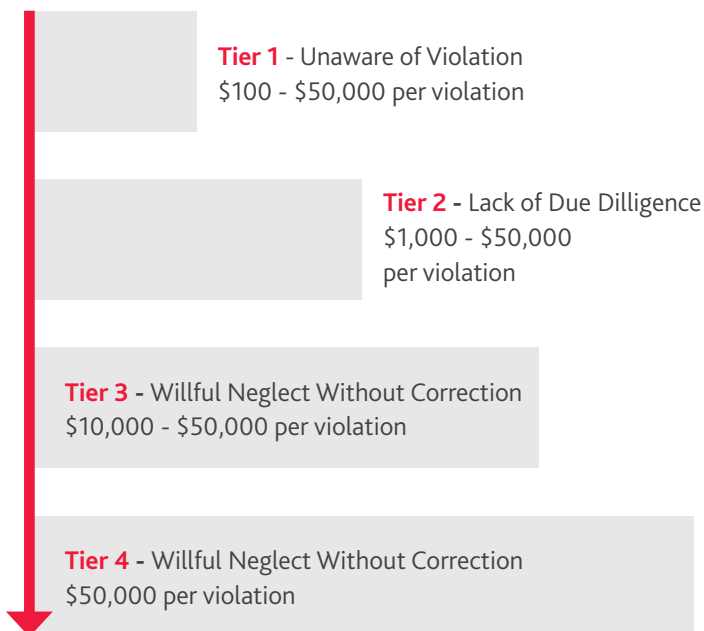 Tier 1 - Unaware of Violation
$100 - $50,000 per violation
Tier 2 - Lack of Due Dilligence
$1,000 - $50,000
per violation
Tier 3 - Willful Neglect Without Correction
$10,000 - $50,000 per violation
Tier 4 - Willful Neglect Without Correction
$50,000 per violation